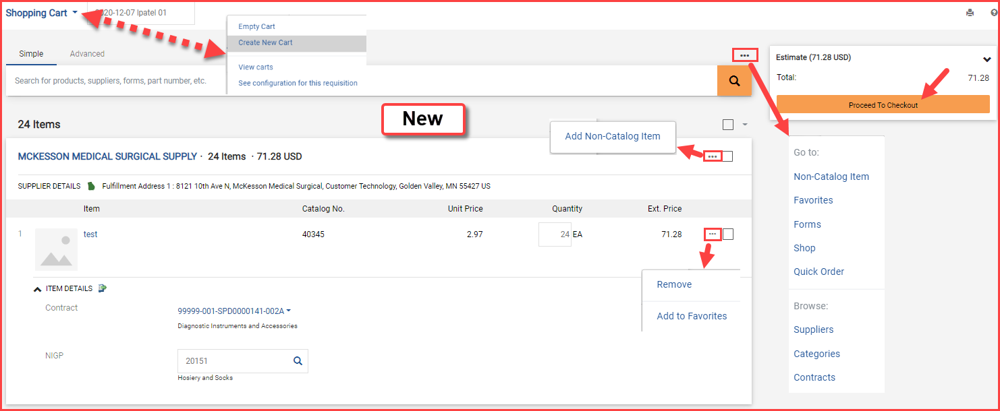 Shopping Cart
2020-12-07 lpatel 01
Empty Cart
Create New Cart
View carts
See configuration for this requisition
Simple
Advanced
Search for products, suppliers, forms, part number, etc.
Estimate (71.28 USD)
Total:
71.28
Proceed To Checkout
New
24 Items
Add Non-Catalog Item
MCKESSON MEDICAL SURGICAL SUPPLY · 24 Items · 71.28 USD
SUPPLIER DETAILS Fulfillment Address 1 : 8121 10th Ave N, McKesson Medical Surgical, Customer Technology, Golden Valley, MN 55427 US
Item Catalog No. Unit Price Quantity Ext. Price
1 test 40345 2.97 24 EA 71.28
Remove
Add to Favorites
ITEM DETAILS
Contract
99999-001-SPD0000141-002A
Diagnostic Instruments and Accessories
NIGP
20151
Hosiery and Socks
Go to:
Non-Catalog Item
Favorites
Forms
Shop
Quick Order
Browse:
Suppliers
Categories
Contracts